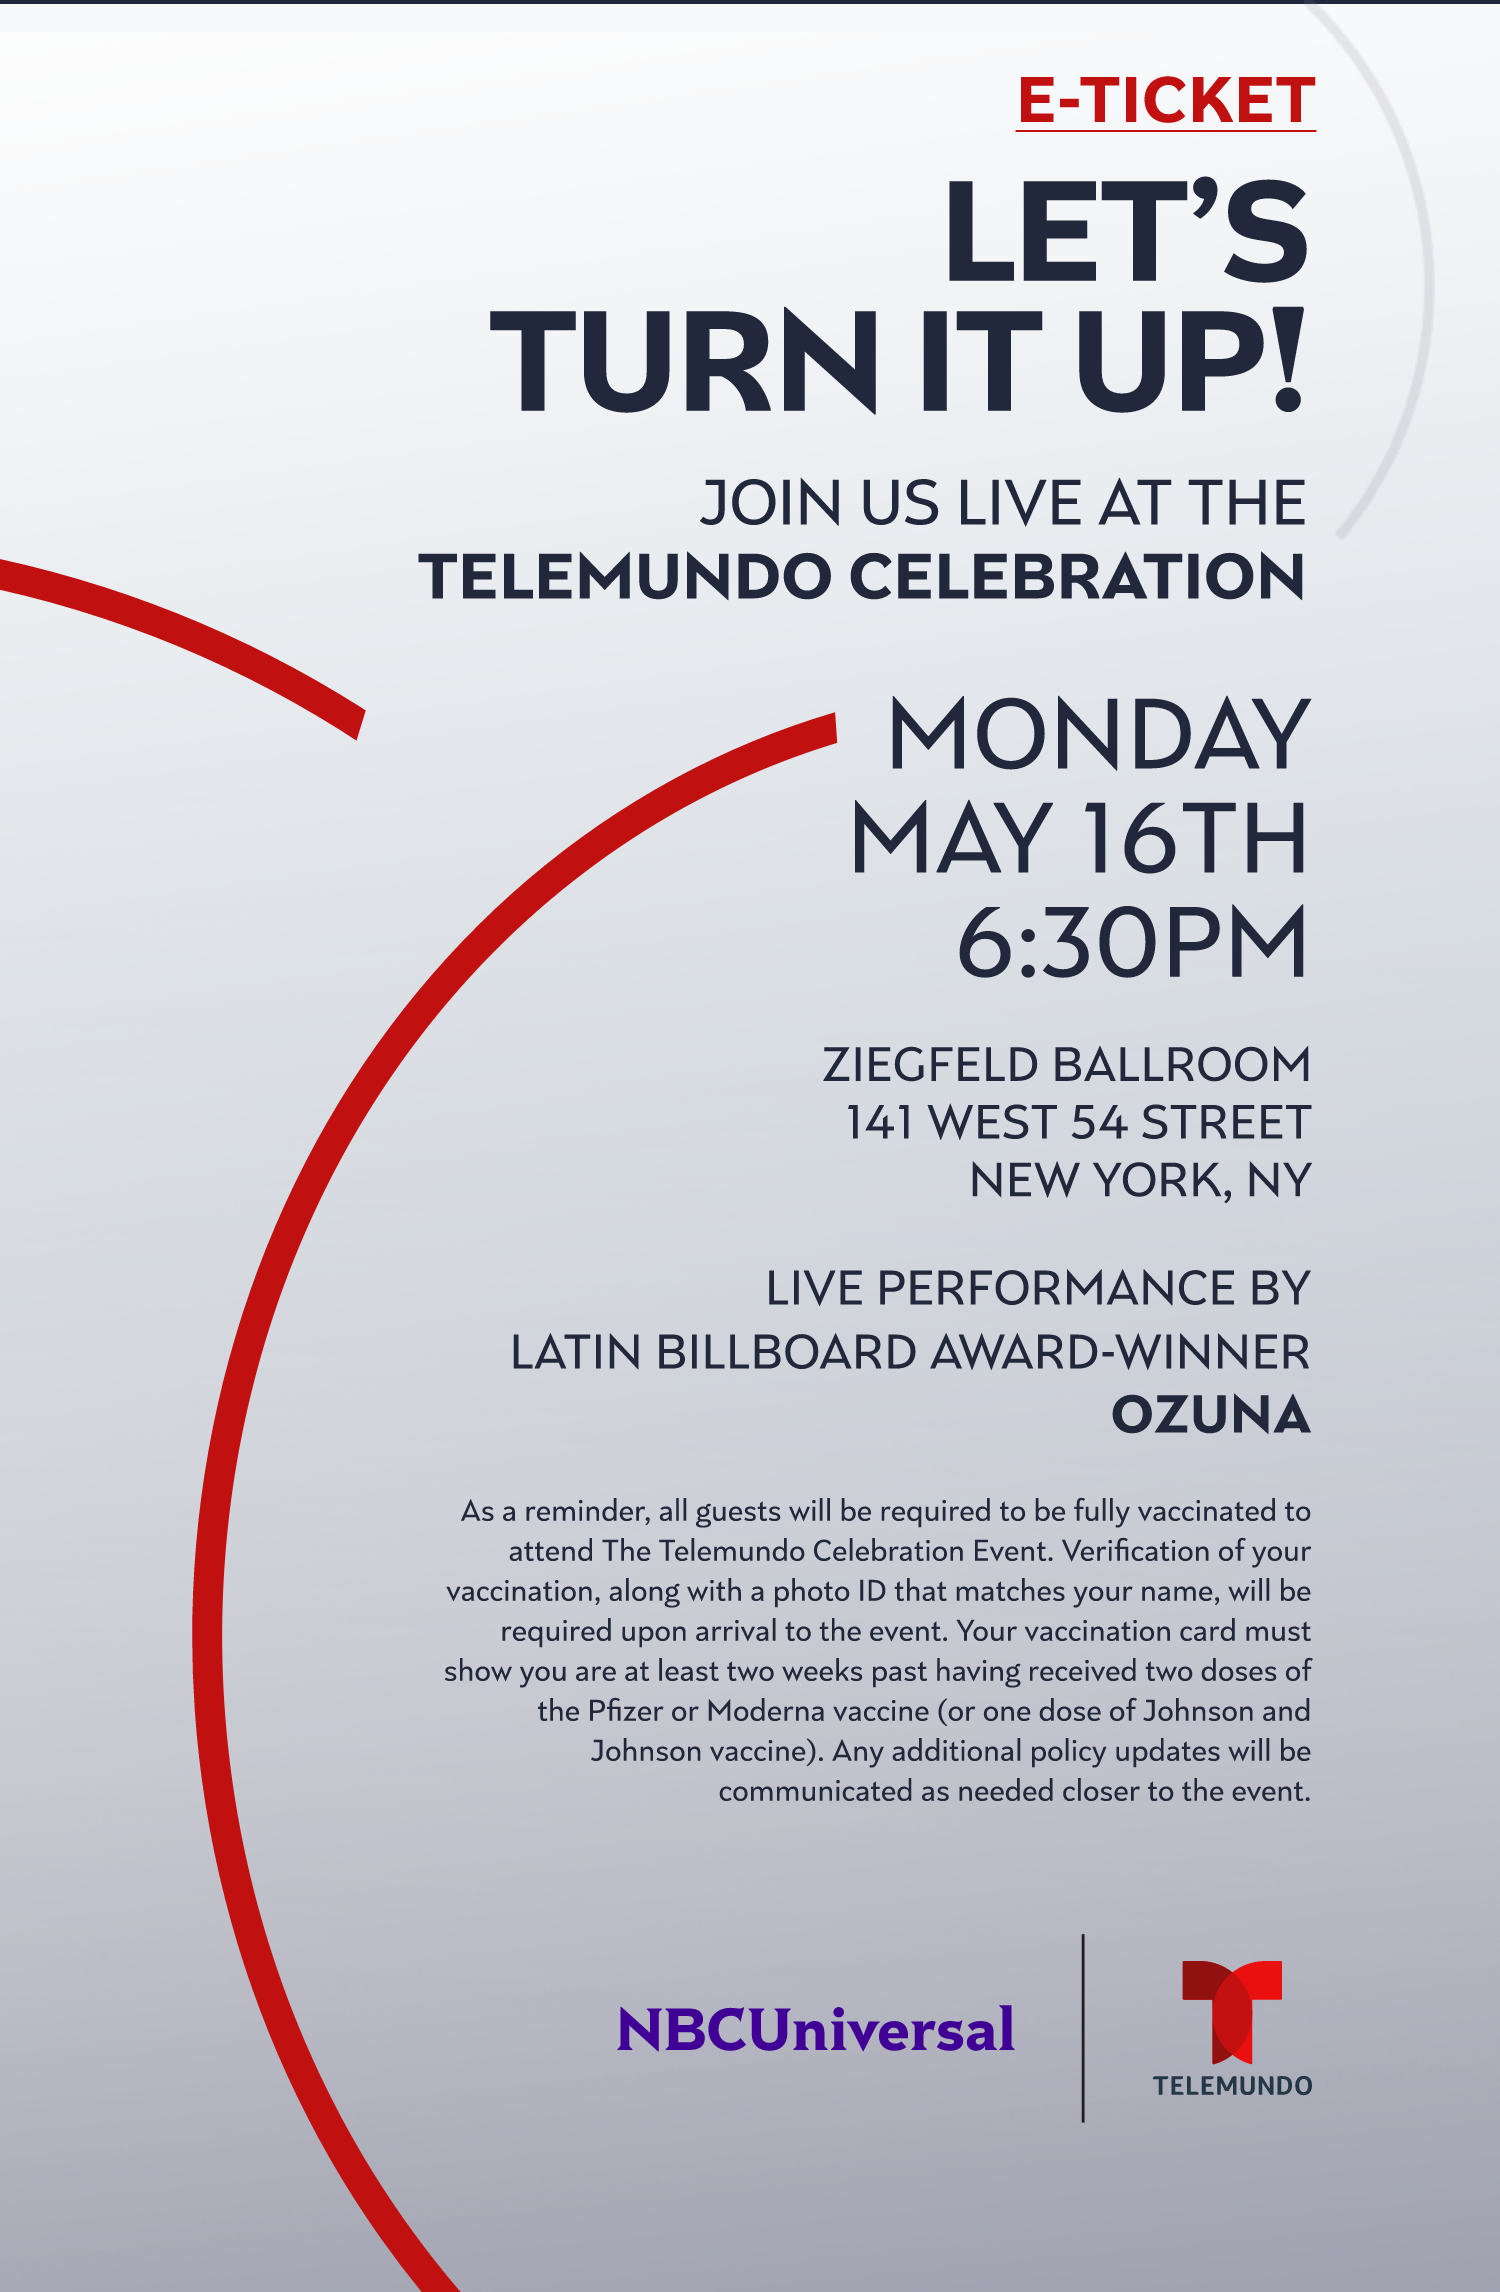 E-TICKET
LET'S
TURN IT UP!
JOIN US LIVE AT THE
TELEMUNDO CELEBRATION
MONDAY
MAY 16TH
6:30PM
ZIEGFELD BALLROOM
141 WEST 54 STREET
NEW YORK, NY
LIVE PERFORMANCE BY
LATIN BILLBOARD AWARD-WINNER
OZUNA
As a reminder, all guests will be required to be fully vaccinated to
attend The Telemundo Celebration Event. Verification of your
vaccination, along with a photo ID that matches your name, will be
required upon arrival to the event. Your vaccination card must
show you are at least two weeks past having received two doses of
the Pfizer or Moderna vaccine (or one dose of Johnson and
Johnson vaccine). Any additional policy updates will be
communicated as needed closer to the event.
NBCUniversal
TELEMUNDO